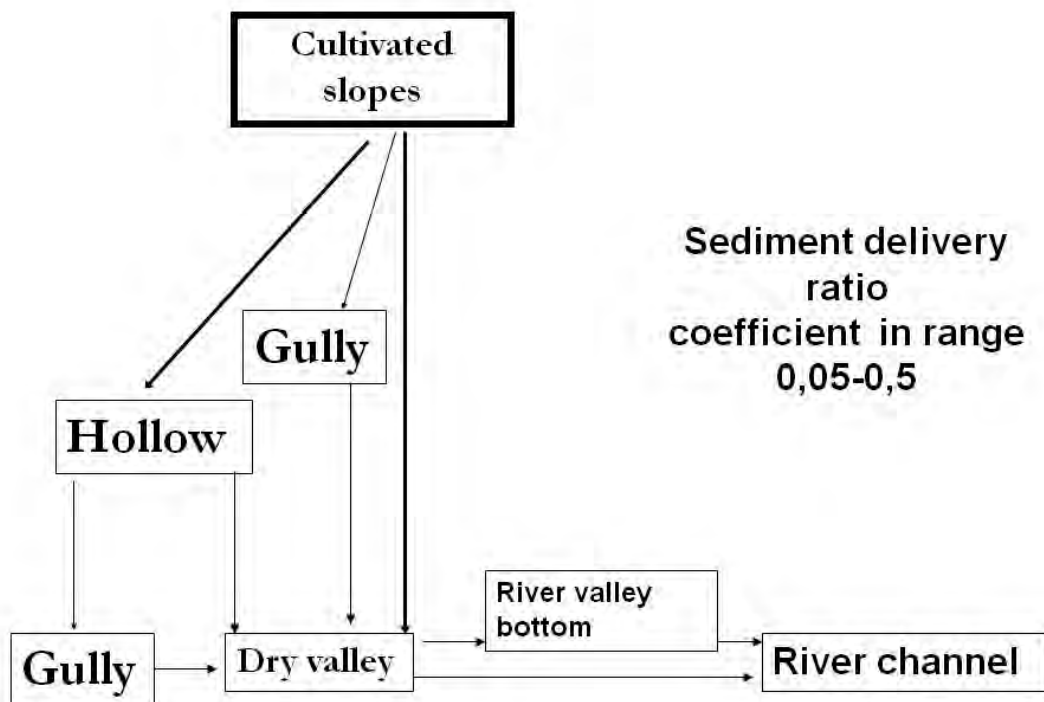 Cultivated
slopes
Sediment delivery
ratio
coefficient in range
0,05-0,5
Gully
Hollow
River valley
bottom
Gully
Dry valley
River channel